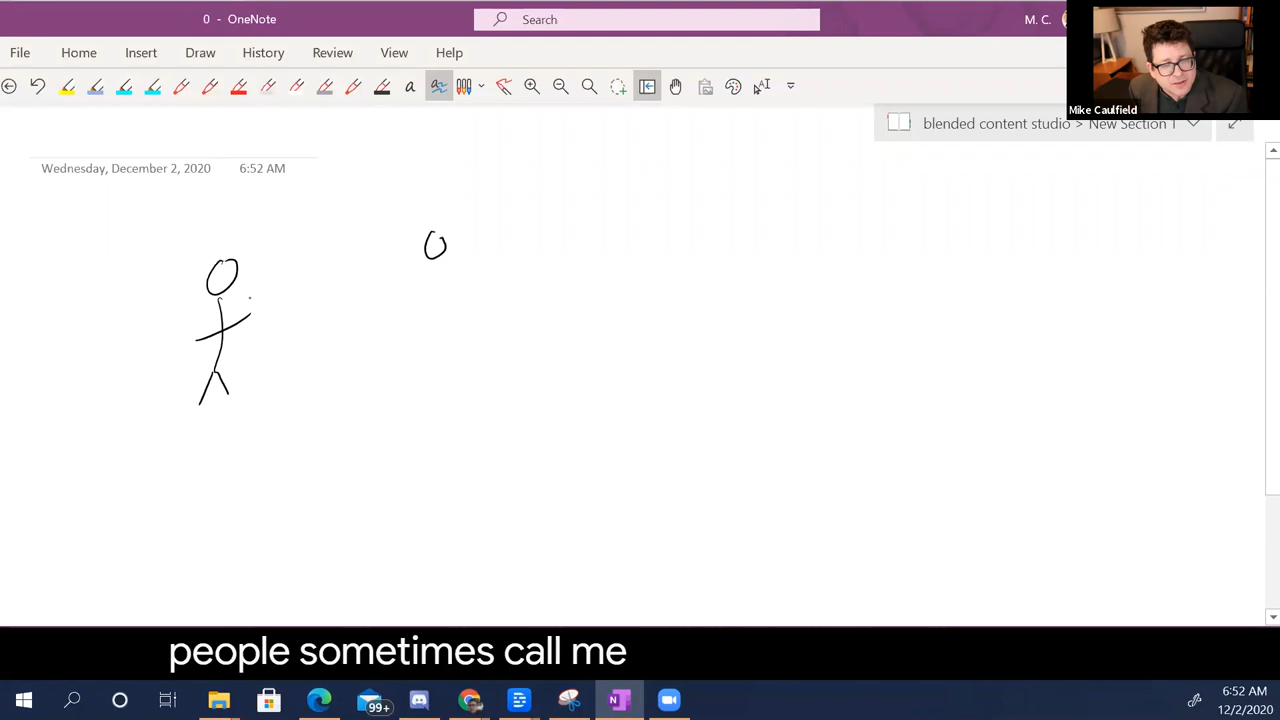 0 - OneNote
Search
M. C.
File Home Insert Draw History Review View Help
Mike Caulfield
blended content studio > New Section 1
Wednesday, December 2, 2020 6:52 AM
people sometimes call me
99+
N
6:52 AM
12/2/2020